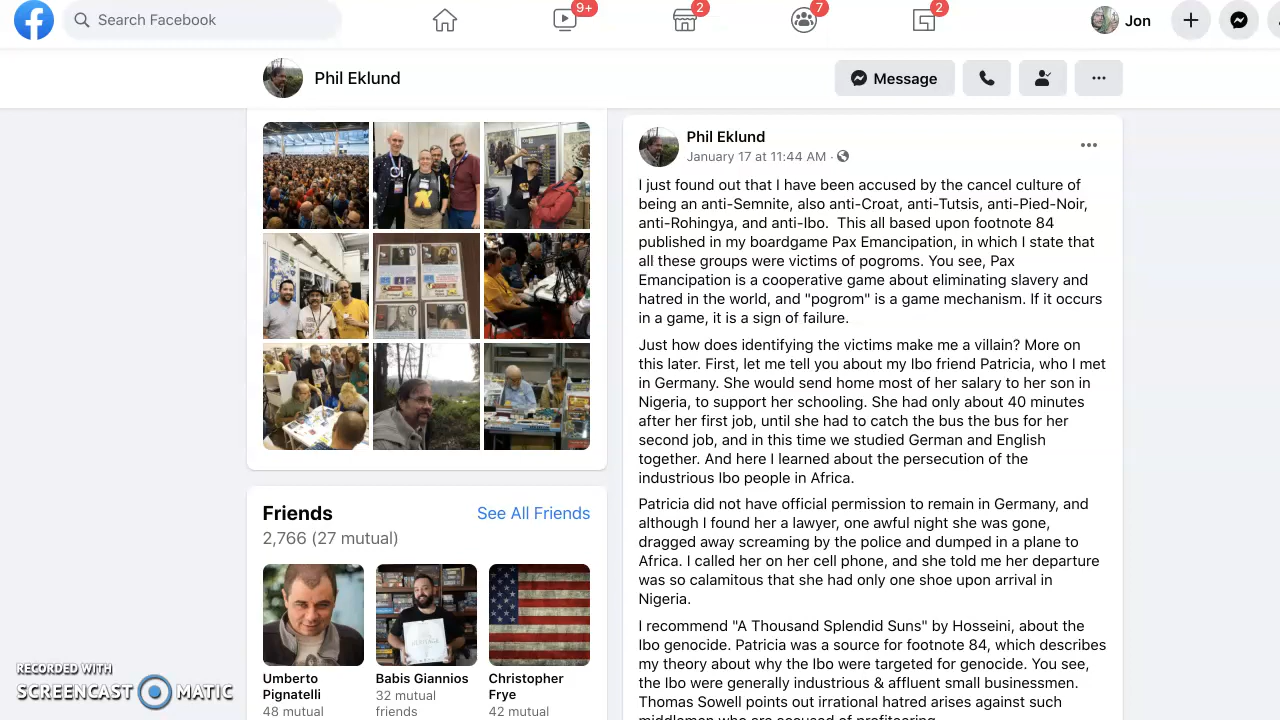 Search Facebook
9+
2
7
2
Jon
Phil Eklund
Message
Phil Eklund
January 17 at 11:44 AM ·
I just found out that I have been accused by the cancel culture of
being an anti-Semnite, also anti-Croat, anti-Tutsis, anti-Pied-Noir,
anti-Rohingya, and anti-Ibo.  This all based upon footnote 84
published in my boardgame Pax Emancipation, in which I state that
all these groups were victims of pogroms. You see, Pax
Emancipation is a cooperative game about eliminating slavery and
hatred in the world, and "pogrom" is a game mechanism. If it occurs
in a game, it is a sign of failure.
Just how does identifying the victims make me a villain? More on
this later. First, let me tell you about my Ibo friend Patricia, who I met
in Germany. She would send home most of her salary to her son in
Nigeria, to support her schooling. She had only about 40 minutes
after her first job, until she had to catch the bus the bus for her
second job, and in this time we studied German and English
together. And here I learned about the persecution of the
industrious Ibo people in Africa.
Patricia did not have official permission to remain in Germany, and
although I found her a lawyer, one awful night she was gone,
dragged away screaming by the police and dumped in a plane to
Africa. I called her on her cell phone, and she told me her departure
was so calamitous that she had only one shoe upon arrival in
Nigeria.
I recommend "A Thousand Splendid Suns" by Hosseini, about the
Ibo genocide. Patricia was a source for footnote 84, which describes
my theory about why the Ibo were targeted for genocide. You see,
the Ibo were generally industrious & affluent small businessmen.
Thomas Sowell points out irrational hatred arises against such
middlemen who are accused of profiteering.
Friends
See All Friends
2,766 (27 mutual)
Umberto
Pignatelli
48 mutual
Babis Giannios
32 mutual
friends
Christopher
Frye
42 mutual
RECORDED WITH
SCREENCAST MATIC